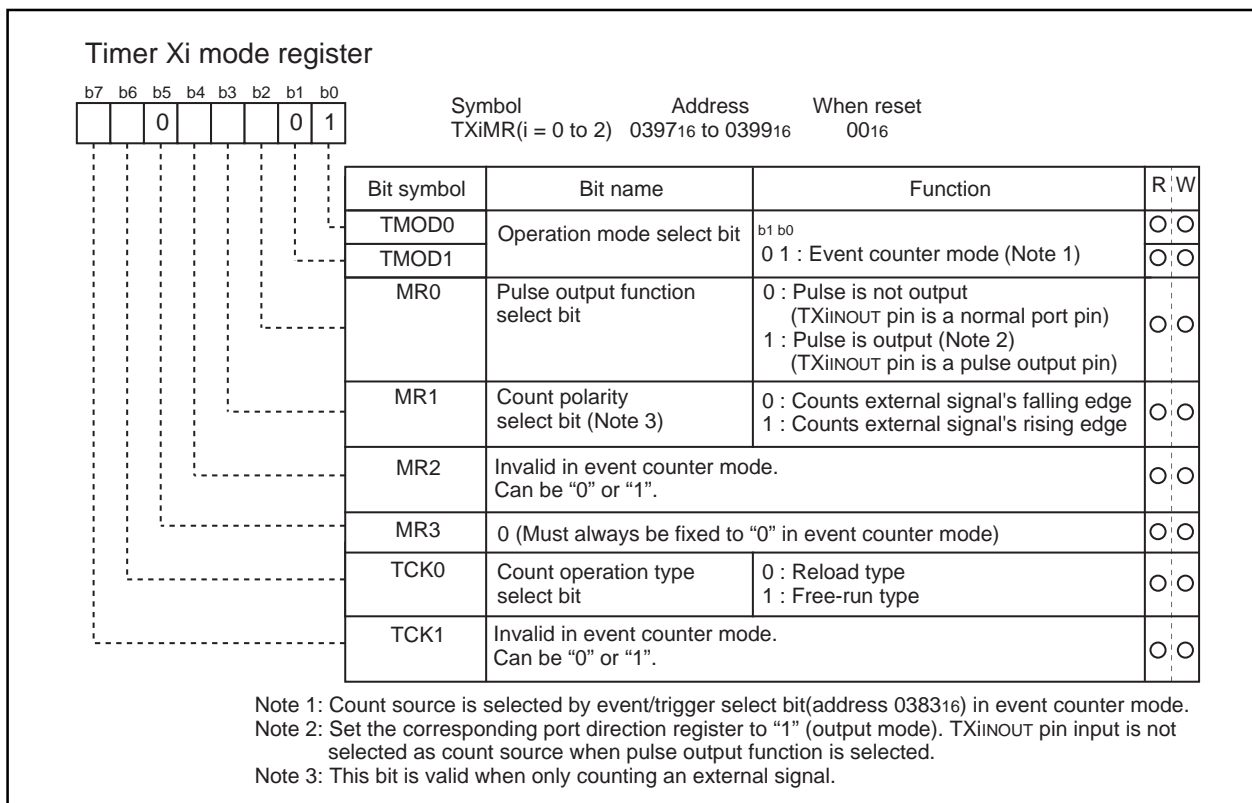 Timer Xi mode register
b7 b6 b5 b4 b3 b2 b1 b0
0 0 1
Symbol Address When reset
TXiMR(i = 0 to 2) 039716 to 039916 0016
Bit symbol Bit name Function R W
TMOD0 Operation mode select bit b1 b0
TMOD1 0 1 : Event counter mode (Note 1)
MR0 Pulse output function 0 : Pulse is not output
select bit (TXiINOUT pin is a normal port pin)
1 : Pulse is output (Note 2)
(TXiINOUT pin is a pulse output pin)
MR1 Count polarity 0 : Counts external signal's falling edge
select bit (Note 3) 1 : Counts external signal's rising edge
MR2 Invalid in event counter mode.
Can be “0” or “1”.
MR3 0 (Must always be fixed to “0” in event counter mode)
TCK0 Count operation type 0 : Reload type
select bit 1 : Free-run type
TCK1 Invalid in event counter mode.
Can be “0” or “1”.
Note 1: Count source is selected by event/trigger select bit(address 038316) in event counter mode.
Note 2: Set the corresponding port direction register to “1” (output mode). TXiINOUT pin input is not
selected as count source when pulse output function is selected.
Note 3: This bit is valid when only counting an external signal.